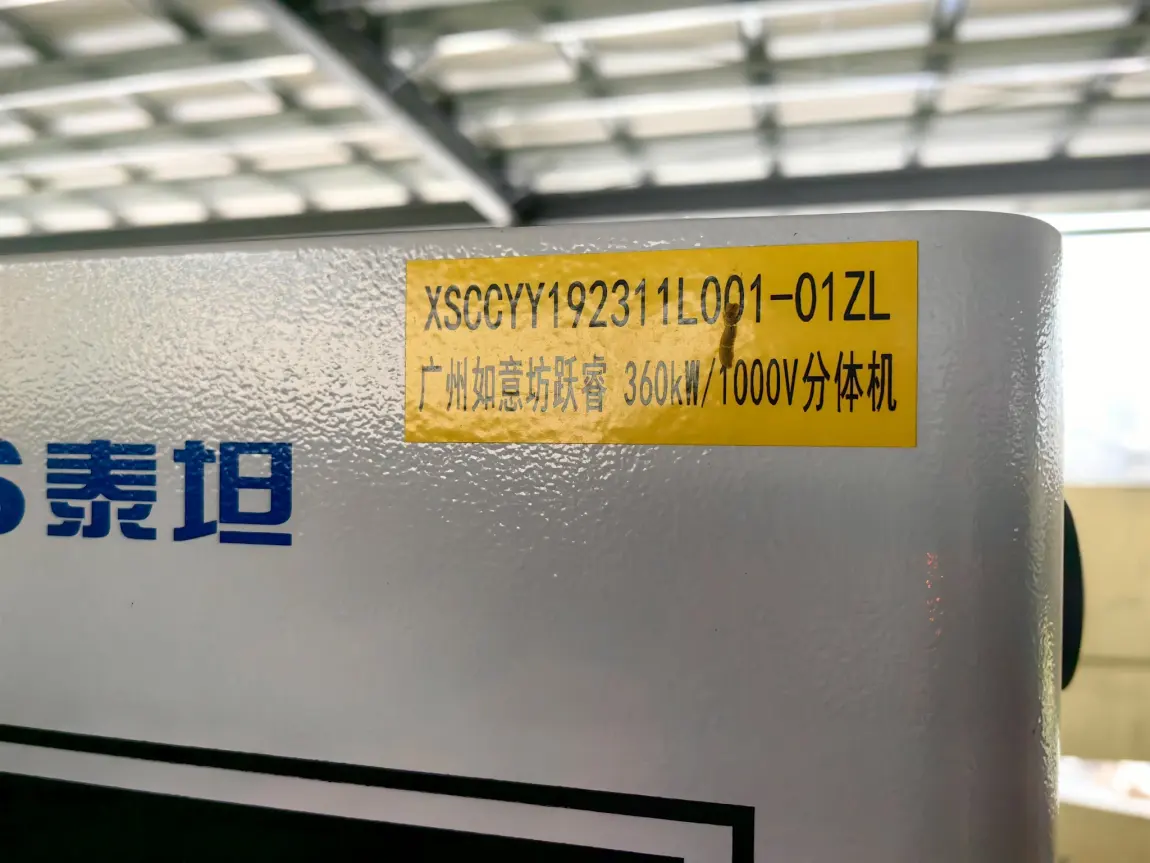 XSCCYY192311L001-01ZL
广州如意坊跃睿 360kW/1000V分体机
S泰坦